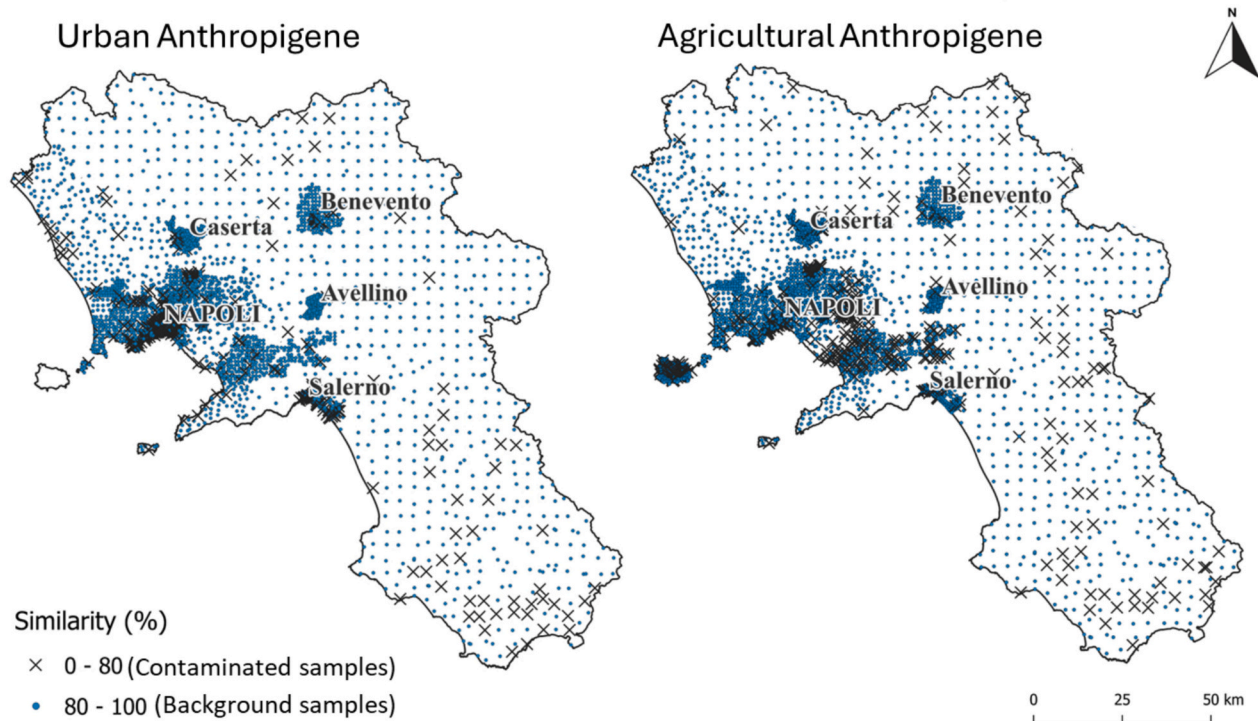 Urban Anthropigene
Agricultural Anthropigene
N
Benevento
Caserta
Avellino
NAPOLI
Salerno
Benevento
Caserta
Avellino
NAPOLI
Salerno
Similarity (%)
× 0 - 80 (Contaminated samples)
• 80 - 100 (Background samples)
0 25 50 km